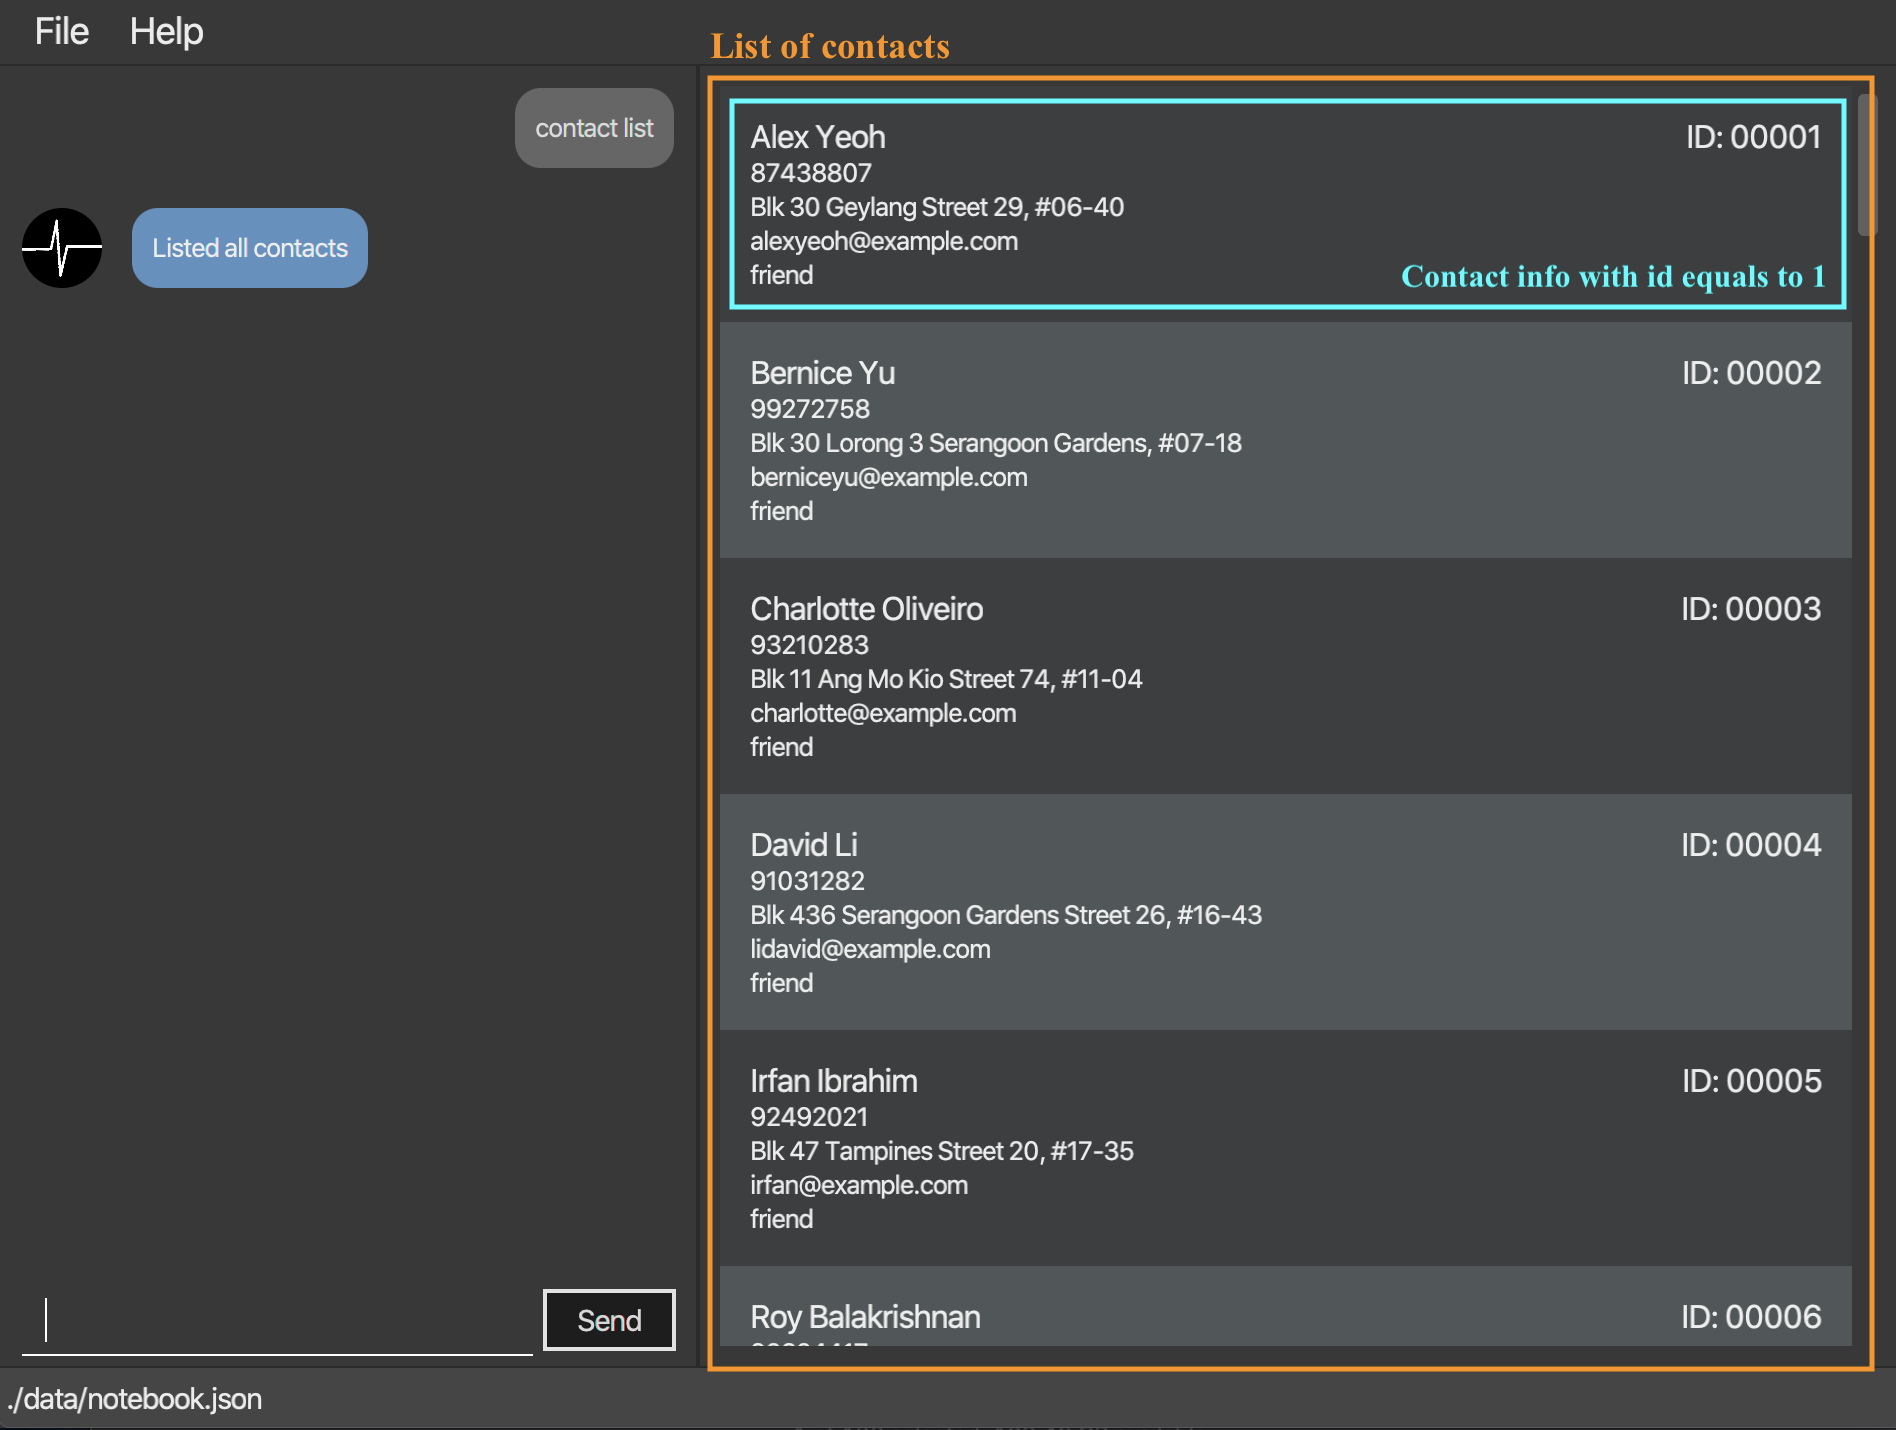 File Help
List of contacts
contact list
Listed all contacts
Alex Yeoh ID: 00001
87438807
Blk 30 Geylang Street 29, #06-40
alexyeoh@example.com
friend
Contact info with id equals to 1
Bernice Yu ID: 00002
99272758
Blk 30 Lorong 3 Serangoon Gardens, #07-18
berniceyu@example.com
friend
Charlotte Oliveiro ID: 00003
93210283
Blk 11 Ang Mo Kio Street 74, #11-04
charlotte@example.com
friend
David Li ID: 00004
91031282
Blk 436 Serangoon Gardens Street 26, #16-43
lidavid@example.com
friend
Irfan Ibrahim ID: 00005
92492021
Blk 47 Tampines Street 20, #17-35
irfan@example.com
friend
Roy Balakrishnan ID: 00006
Send
./data/notebook.json